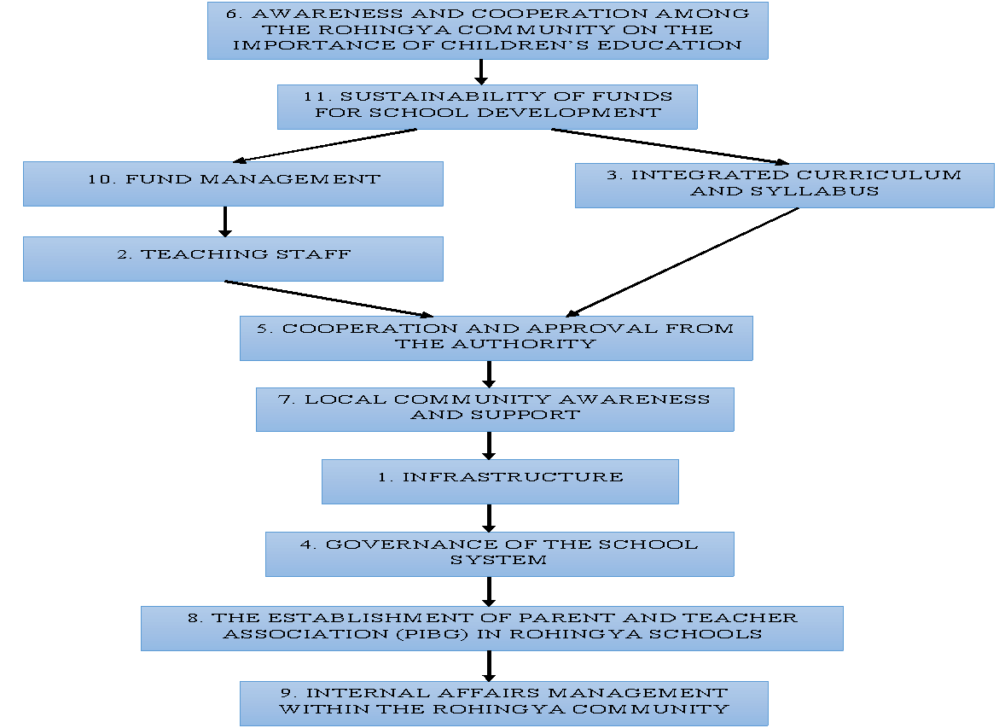 6. AWARENESS AND COOPERATION AMONG
THE ROHINGYA COMMUNITY ON THE
IMPORTANCE OF CHILDREN'S EDUCATION
11. SUSTAINABILITY OF FUNDS
FOR SCHOOL DEVELOPMENT
10. FUND MANAGEMENT
3. INTEGRATED CURRICULUM
AND SYLLABUS
2. TEACHING STAFF
5. COOPERATION AND APPROVAL FROM
THE AUTHORITY
7. LOCAL COMMUNITY AWARENESS
AND SUPPORT
1. INFRASTRUCTURE
4. GOVERNANCE OF THE SCHOOL
SYSTEM
8. THE ESTABLISHMENT OF PARENT AND TEACHER
ASSOCIATION (PIBG) IN ROHINGYA SCHOOLS
9. INTERNAL AFFAIRS MANAGEMENT
WITHIN THE ROHINGYA COMMUNITY